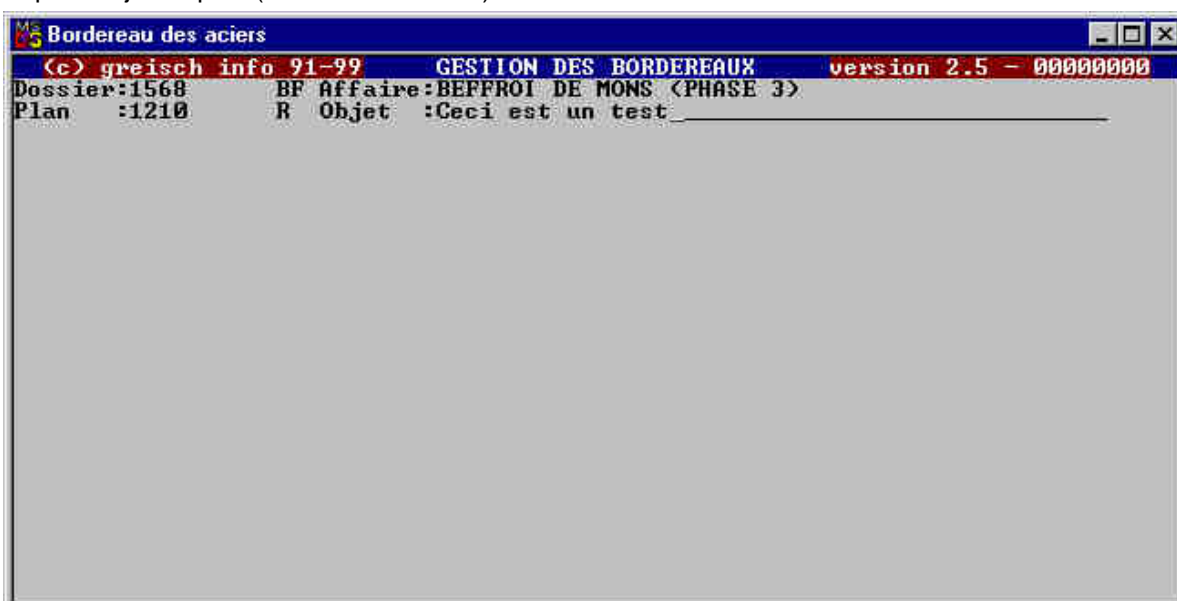 Bordereau des aciers
(c) greisch info 91-99 GESTION DES BORDEREAUX version 2.5 - 00000000
Dossier:1568 BF Affaire:BEFFROI DE MONS (PHASE 3)
Plan :1210 R Objet :Ceci est un test_